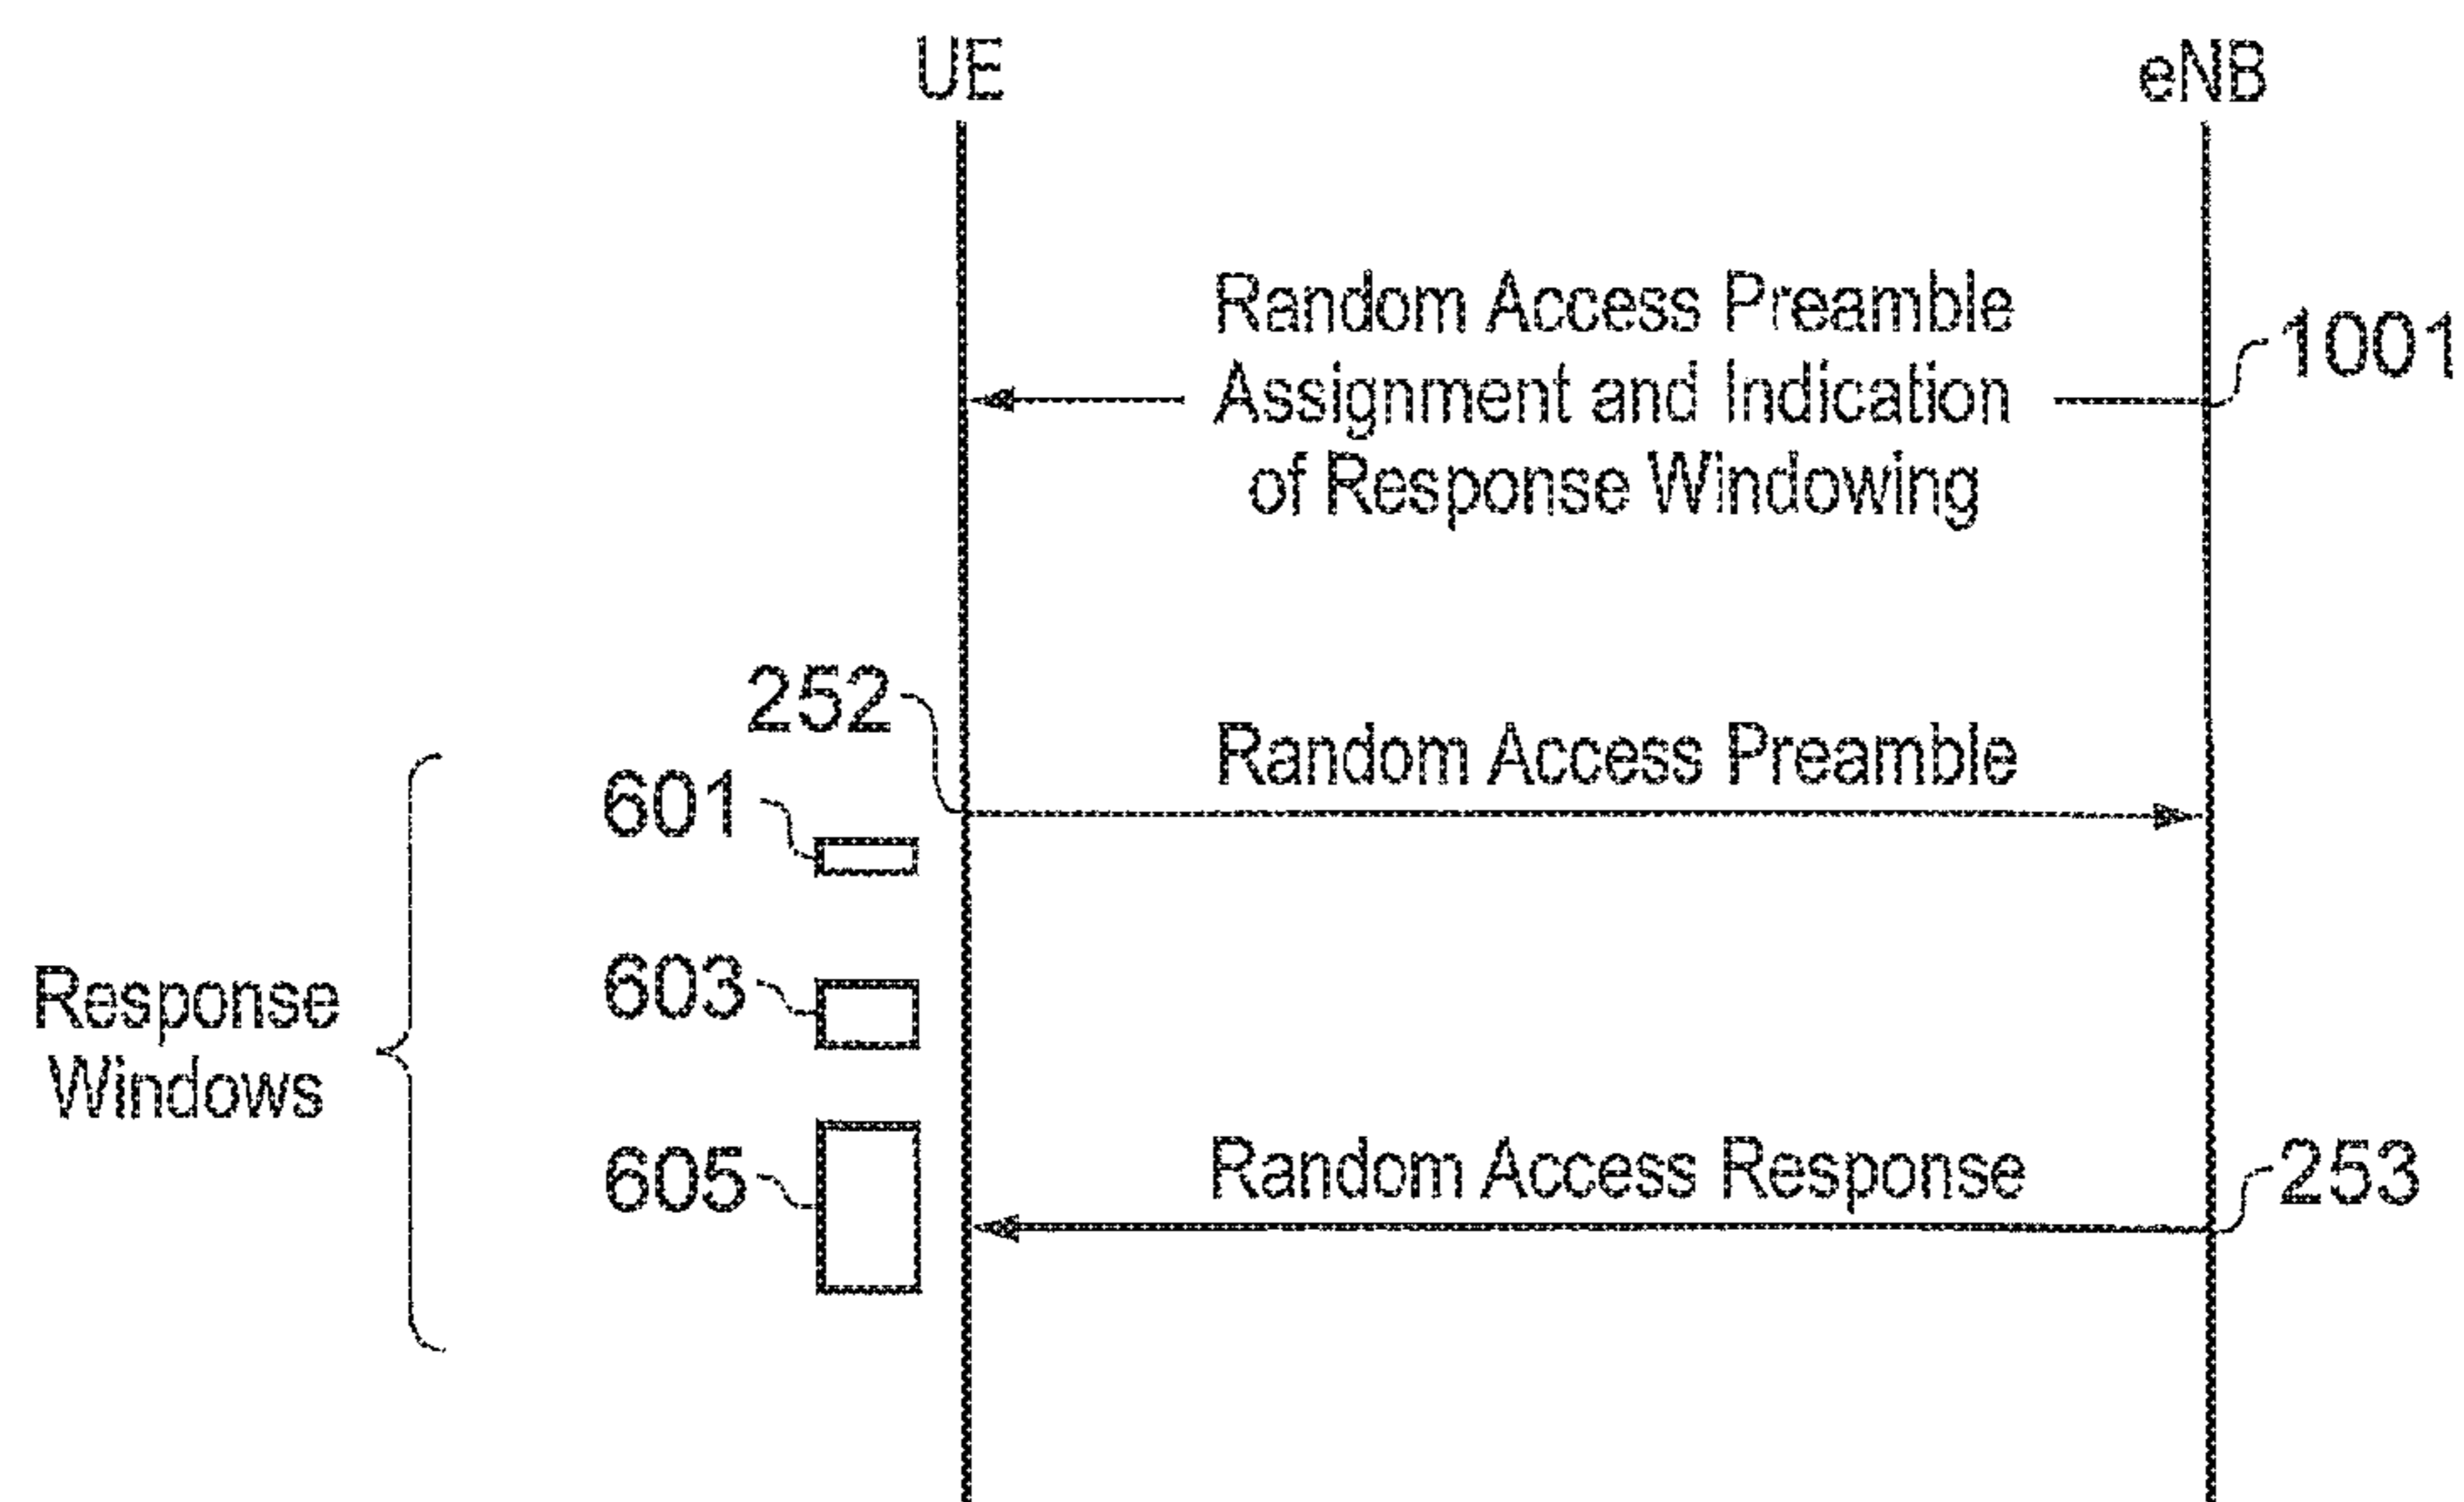 UE
eNB
Random Access Preamble
Assignment and Indication
of Response Windowing
1001
252
Random Access Preamble
601
603
Response
Windows
605
Random Access Response
253